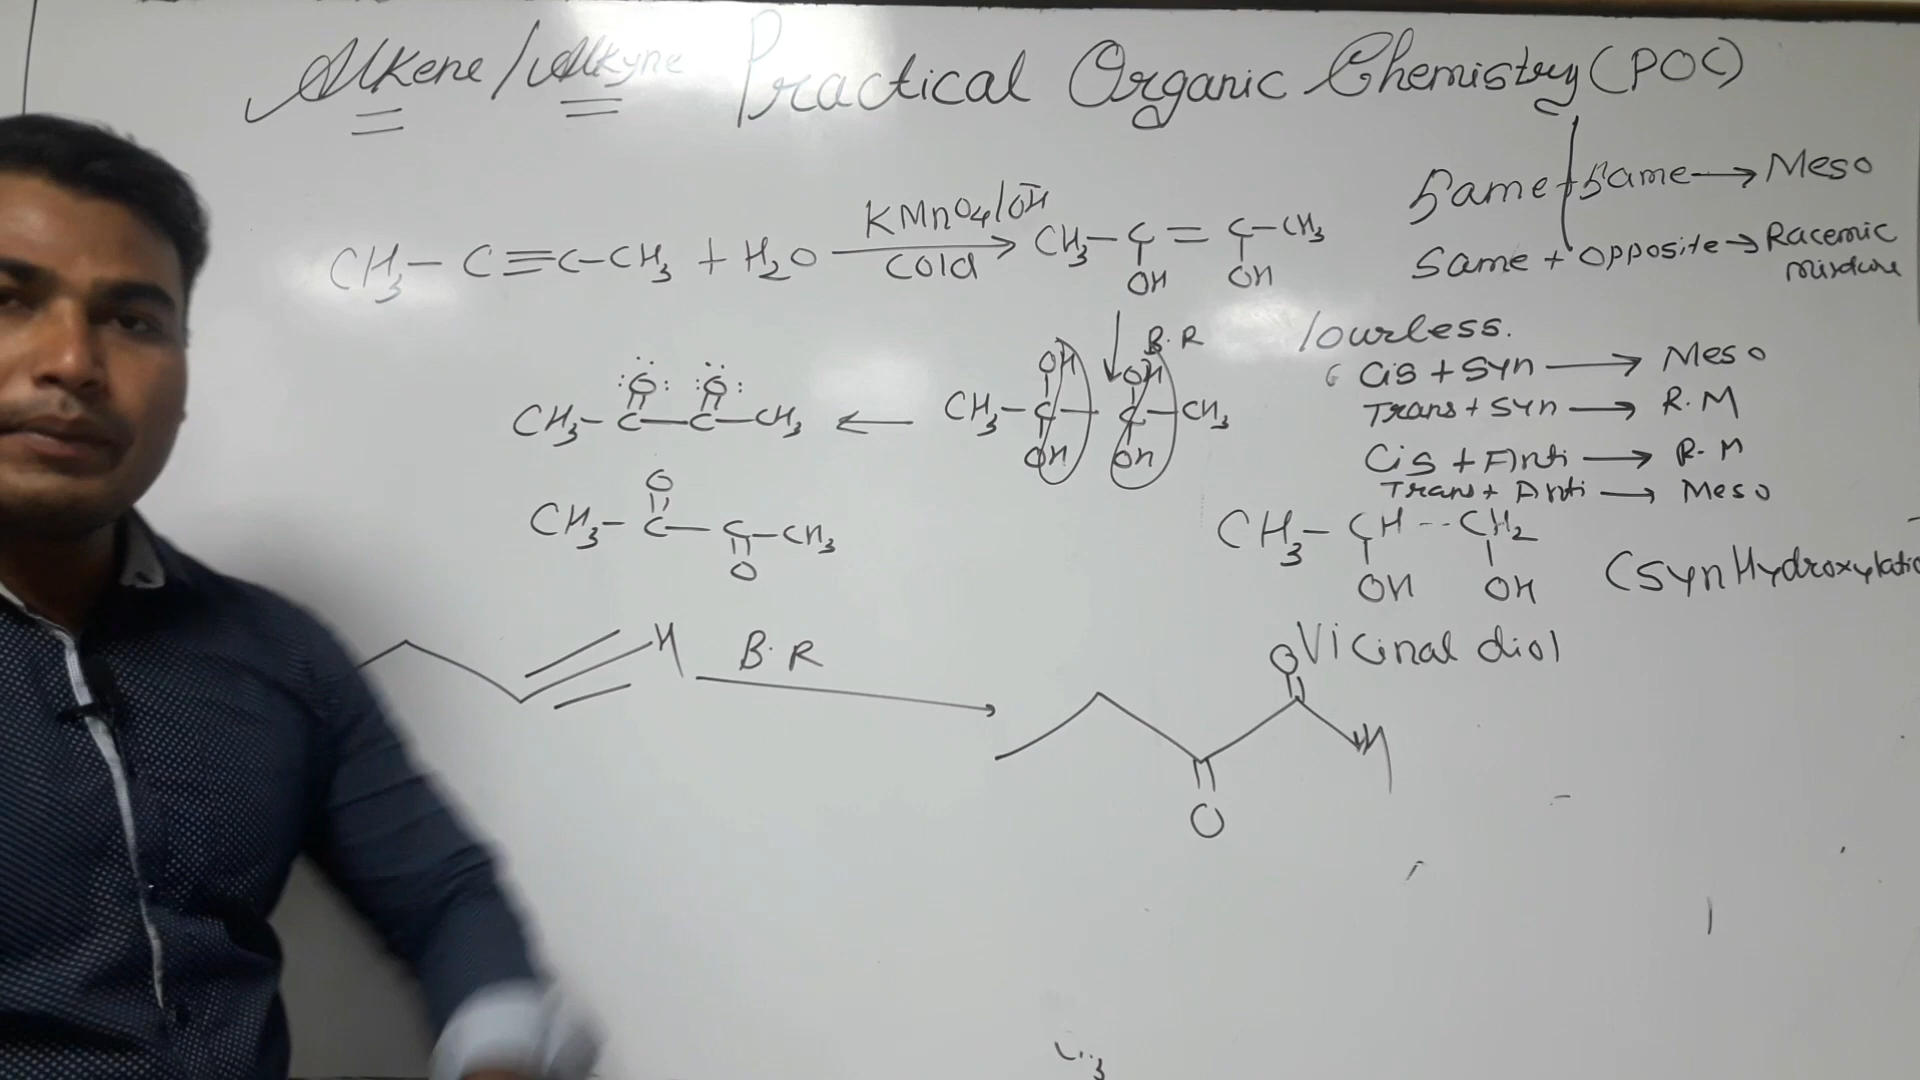 Alkene/Alkyne Practical Organic Chemistry (POC)
Same + Same → Meso
Same + Opposite → Racemic mixture
CH3–C≡C–CH3 + H2O KMnO4/OH̄ Cold → CH3–C=C–CH3
OH OH
B.R
lourless.
Cis + Syn → Meso
Trans + Syn → R.M
Cis + Anti → R.M
Trans + Anti → Meso
OH OH
CH3–C–C–CH3
OH OH
←
:Ö: :Ö:
CH3–C–C–CH3
O
CH3–C–C–CH3
O
CH3–CH--CH2
OH OH
(Syn Hydroxylatio
Vicinal diol
H B.R →
O
H
O